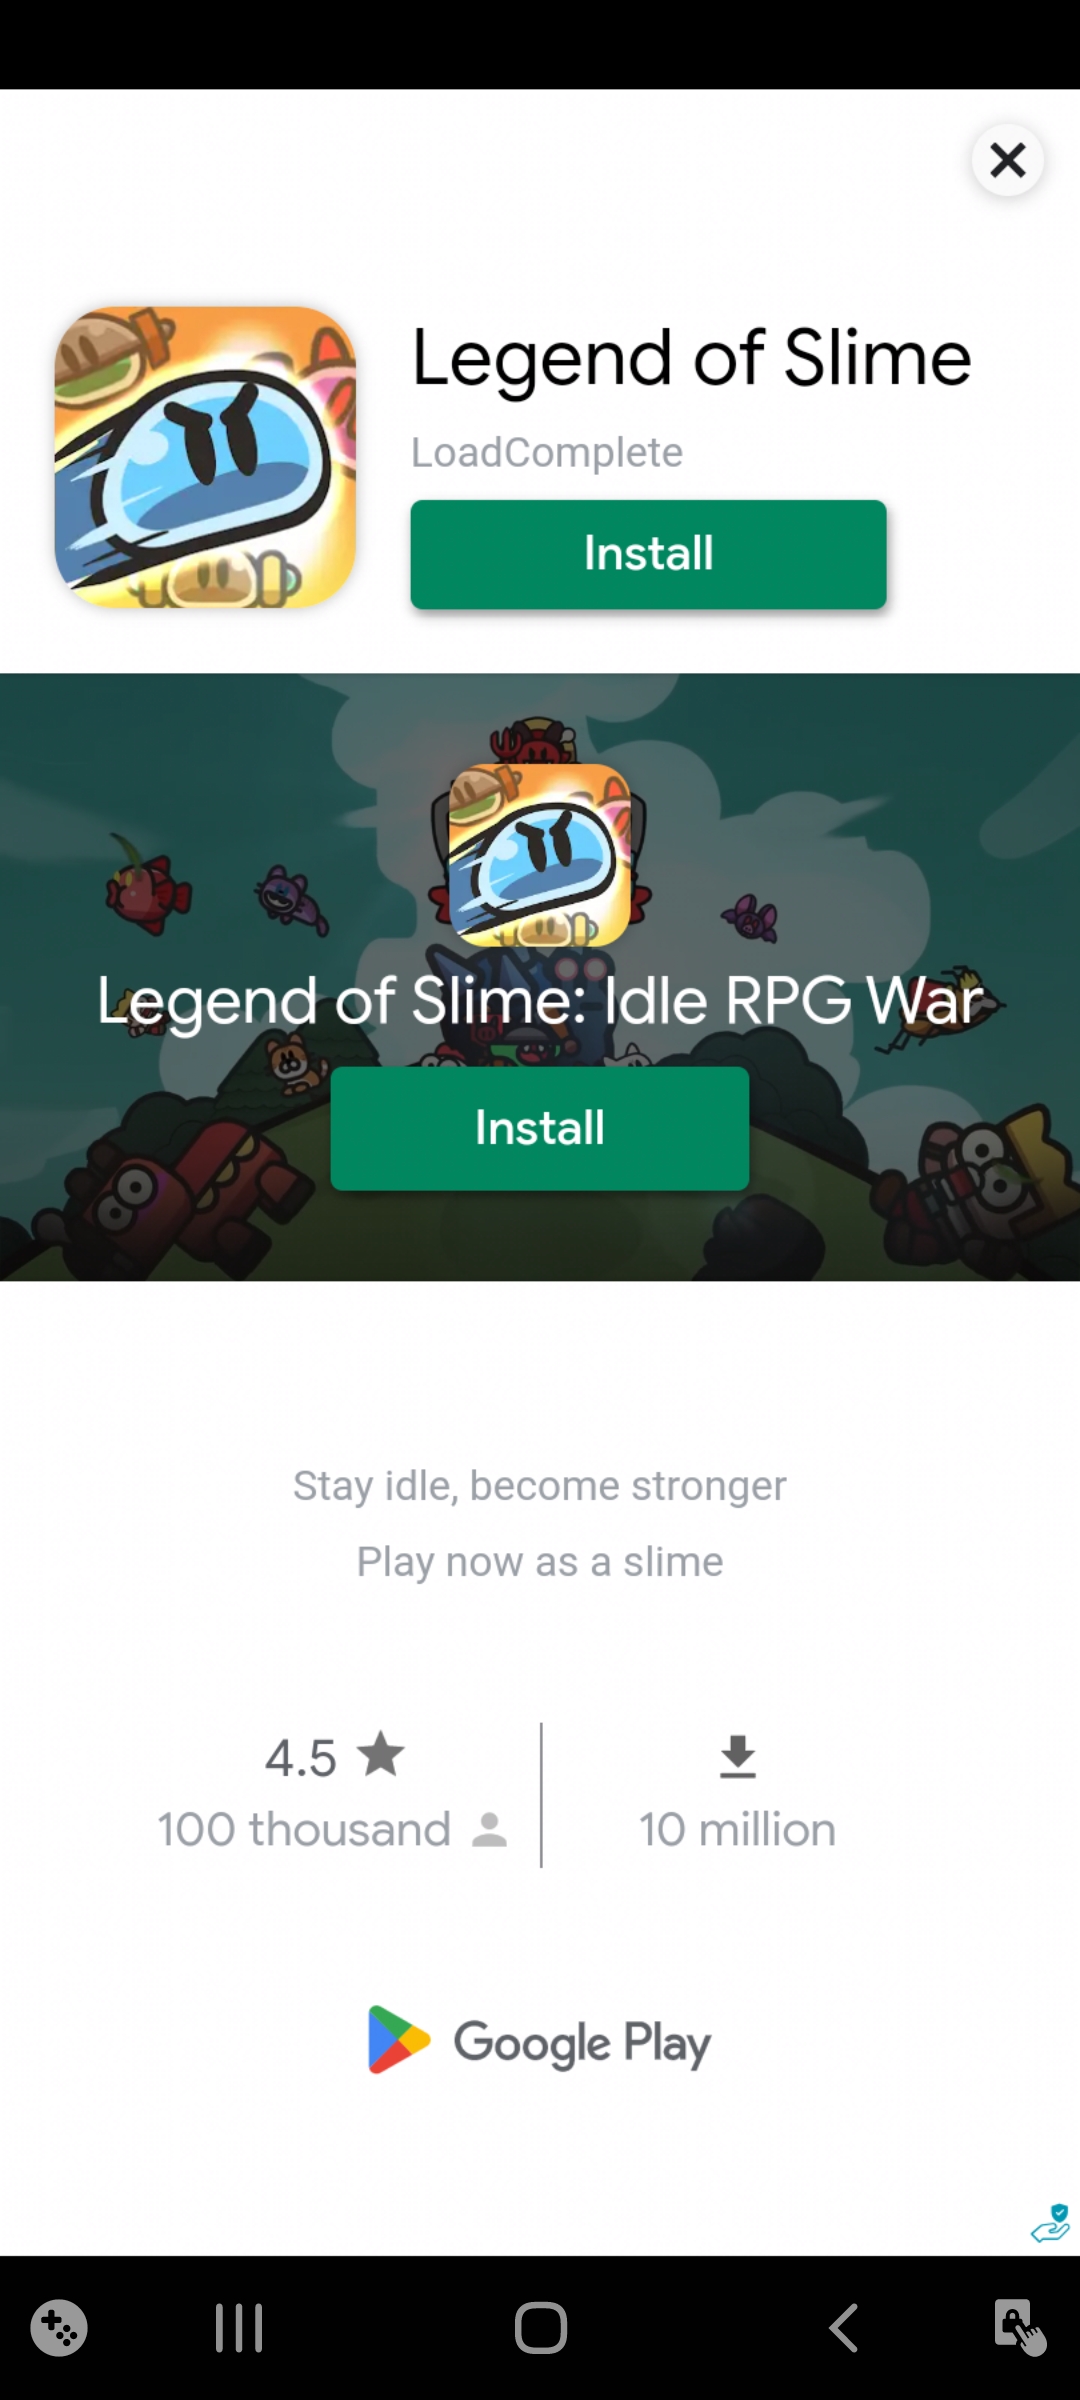 Legend of Slime
LoadComplete
Install
Legend of Slime: Idle RPG War
Install
Stay idle, become stronger
Play now as a slime
4.5
100 thousand
10 million
Google Play